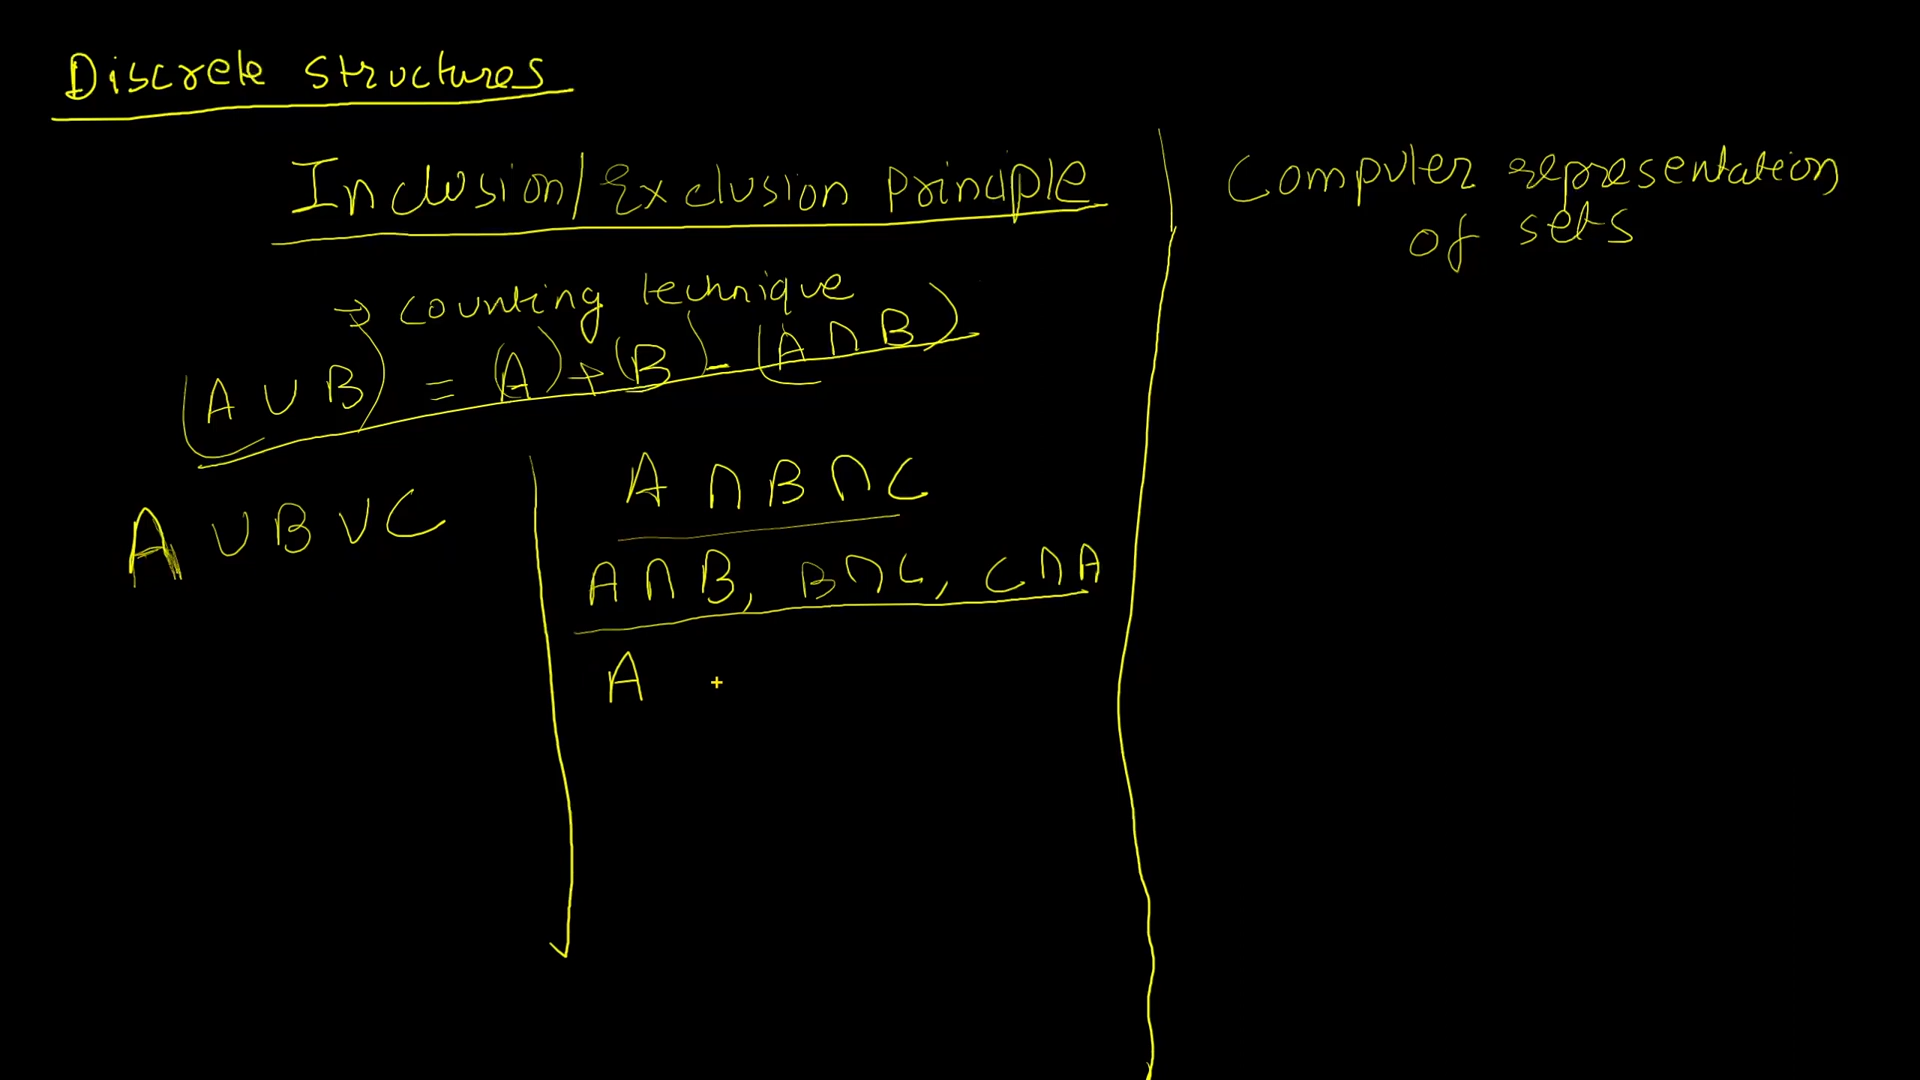 Discrete Structures
Inclusion/Exclusion principle
→ counting technique
(A ∪ B) = (A) + (B) - (A ∩ B)
A ∪ B ∪ C
A ∩ B ∩ C
A ∩ B, B ∩ C, C ∩ A
A
Computer representation
of sets